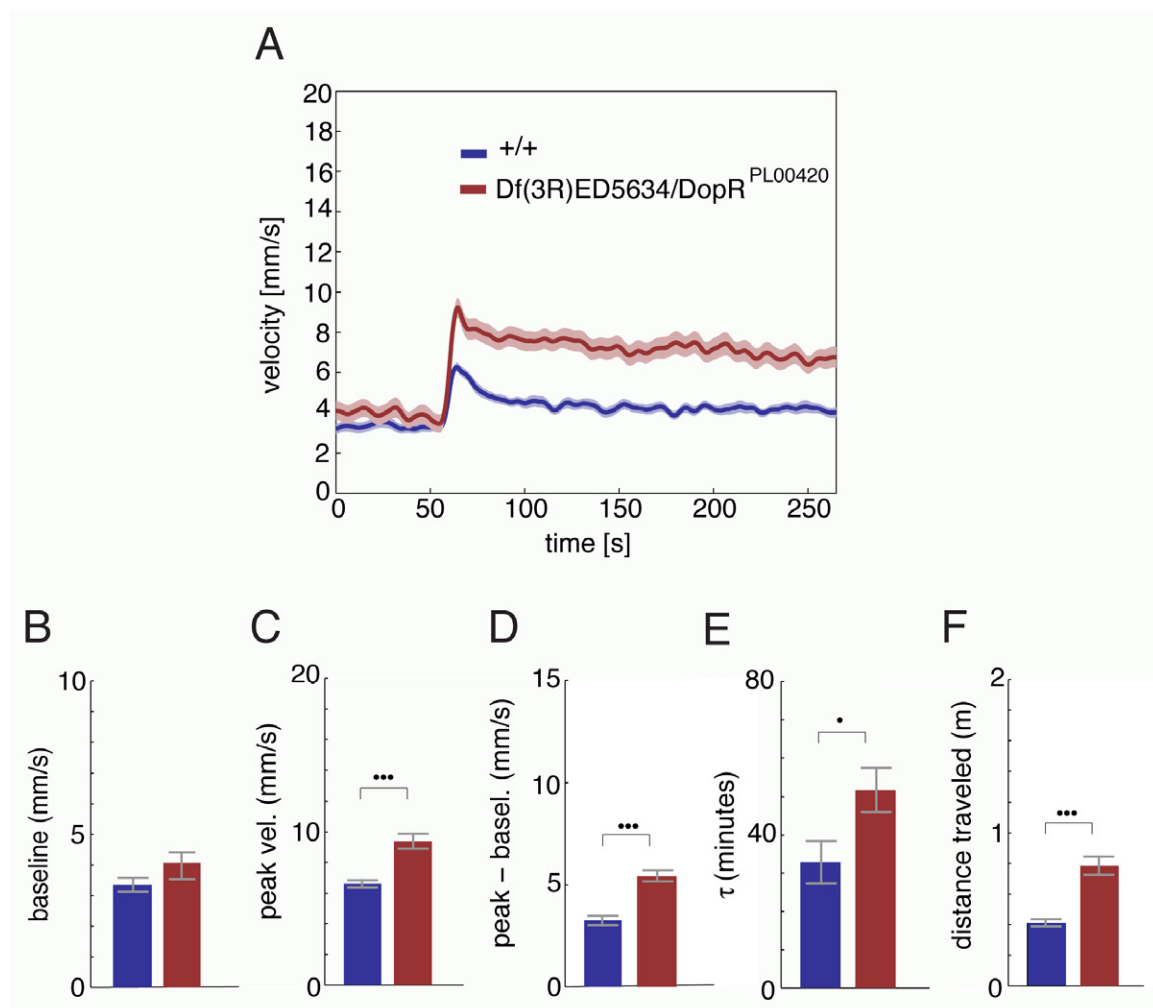 A
20
18
16
14
12
10
8
6
4
2
0
velocity [mm/s]
+/+
Df(3R)ED5634/DopR PL00420
0 50 100 150 200 250
time [s]
B
10
5
0
baseline (mm/s)
C
20
10
0
peak vel. (mm/s)
•••
D
15
10
5
0
peak – basel. (mm/s)
•••
E
80
40
0
τ (minutes)
•
F
2
1
0
distance traveled (m)
•••